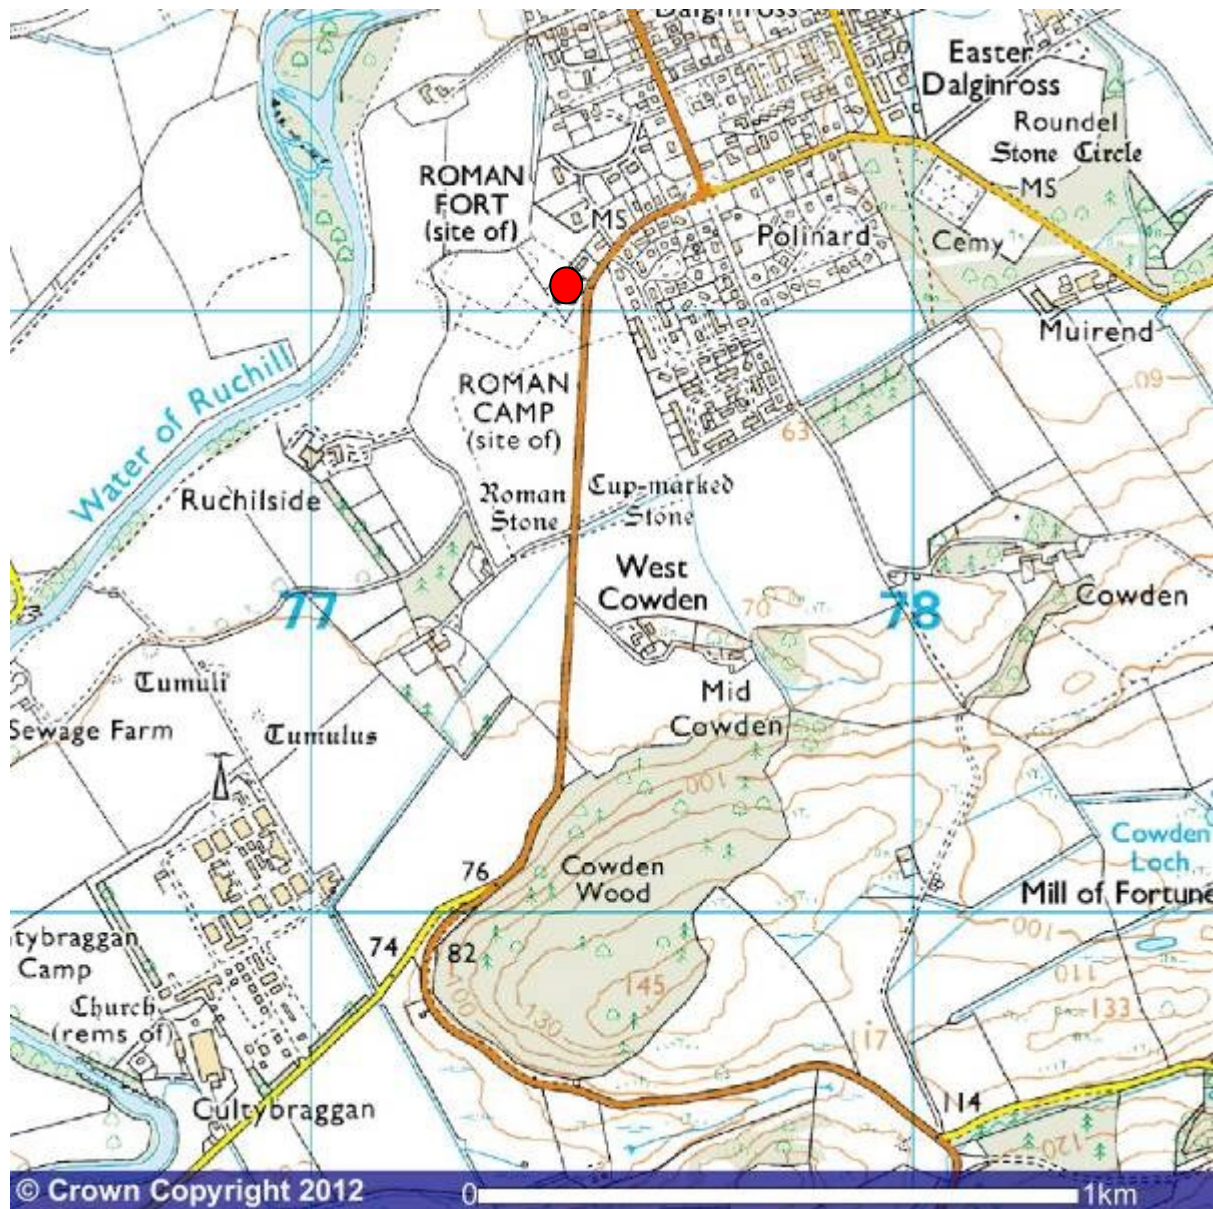 Dalginross
Easter
Dalginross
Roundel
Stone Circle
MS
ROMAN
FORT
(site of)
MS
Polinard
Cemy
Muirend
Water of Ruchill
60
ROMAN
CAMP
(site of)
63
Ruchilside
Roman
Stone
Cup-marked
Stone
West
Cowden
70
77
78
Cowden
Tumuli
Mid
Cowden
Sewage Farm
Tumulus
100
Cowden
Loch
76
Cowden
Wood
Mill of Fortune
tybraggan
Camp
74
82
100
110
145
Church
(rems of)
100
130
117
133
Cultybraggan
114
120
© Crown Copyright 2012
0
1km